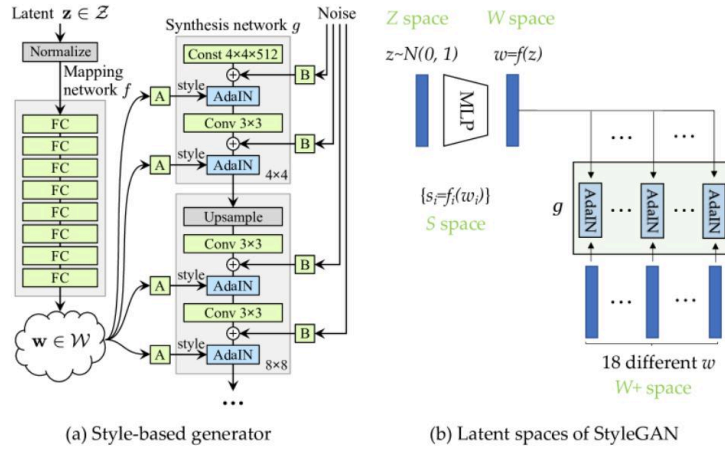 Latent z ∈ Z
Normalize
Mapping
network f
FC
FC
FC
FC
FC
FC
FC
FC
w ∈ W
Synthesis network g
Noise
Const 4×4×512
B
style
A
AdaIN
Conv 3×3
B
style
A
AdaIN
4×4
Upsample
Conv 3×3
B
style
A
AdaIN
Conv 3×3
B
style
A
AdaIN
8×8
...
(a) Style-based generator
Z space
W space
z~N(0, 1)
w=f(z)
MLP
... ...
{sᵢ=fᵢ(wᵢ)}
S space
g
AdaIN ... AdaIN ... AdaIN
... ...
18 different w
W+ space
(b) Latent spaces of StyleGAN